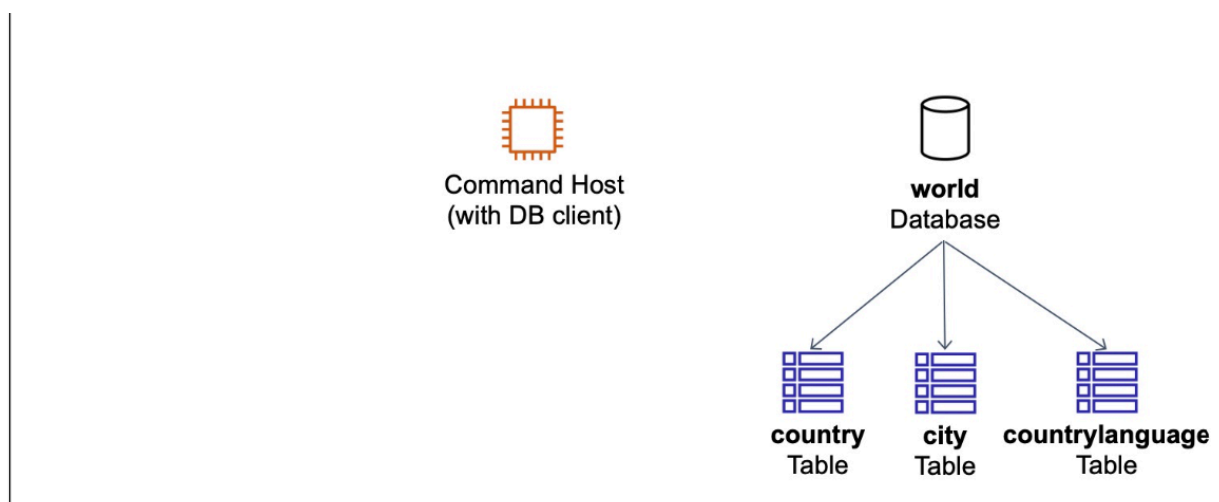 Command Host
(with DB client)
world
Database
country
Table
city
Table
countrylanguage
Table